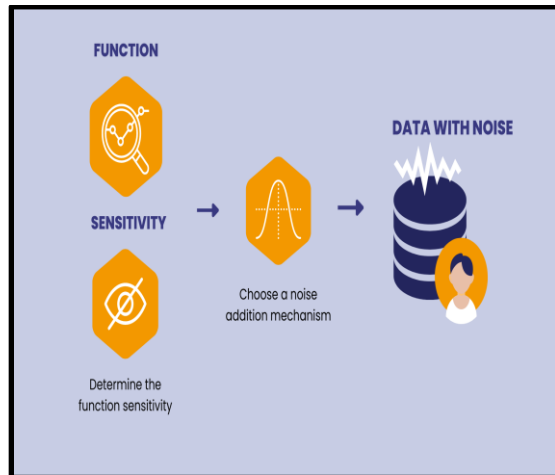 FUNCTION
SENSITIVITY
Determine the
function sensitivity
Choose a noise
addition mechanism
DATA WITH NOISE